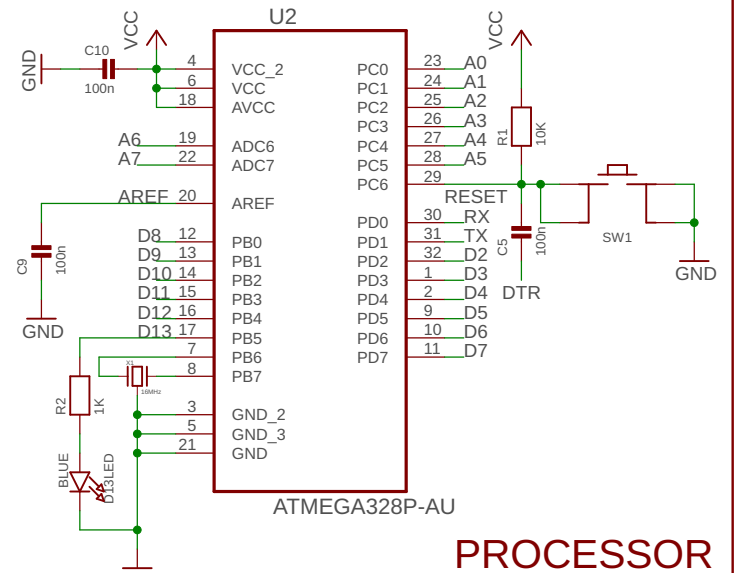 U2
VCC
C10
GND
100n
4 VCC_2
6 VCC
18 AVCC
A6 19 ADC6
A7 22 ADC7
AREF 20 AREF
C9
100n
GND
D8 12 PB0
D9 13 PB1
D10 14 PB2
D11 15 PB3
D12 16 PB4
D13 17 PB5
7 PB6
8 PB7
X1
16MHz
R2
1K
3 GND_2
5 GND_3
21 GND
BLUE
D13LED
PC0 23 A0
PC1 24 A1
PC2 25 A2
PC3 26 A3
PC4 27 A4
PC5 28 A5
PC6 29
RESET
PD0 30 RX
PD1 31 TX
PD2 32 D2
PD3 1 D3
PD4 2 D4
PD5 9 D5
PD6 10 D6
PD7 11 D7
VCC
R1
10K
C5
100n
DTR
SW1
GND
ATMEGA328P-AU
PROCESSOR